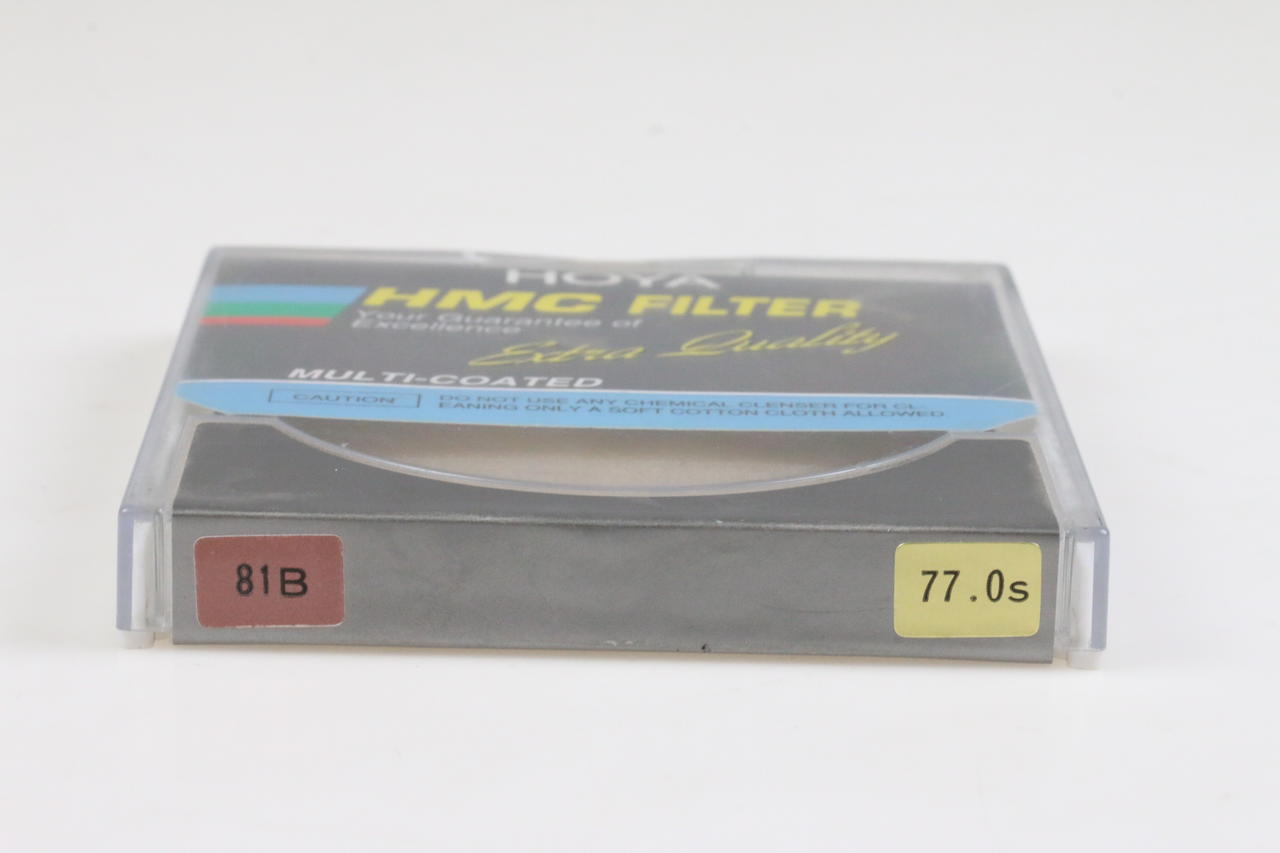 HOYA
HMC FILTER
Your Guarantee of
Excellence
Extra Quality
MULTI-COATED
CAUTION
DO NOT USE ANY CHEMICAL CLENSER FOR CL-
EANING ONLY A SOFT COTTON CLOTH ALLOWED.
81B
77.0s